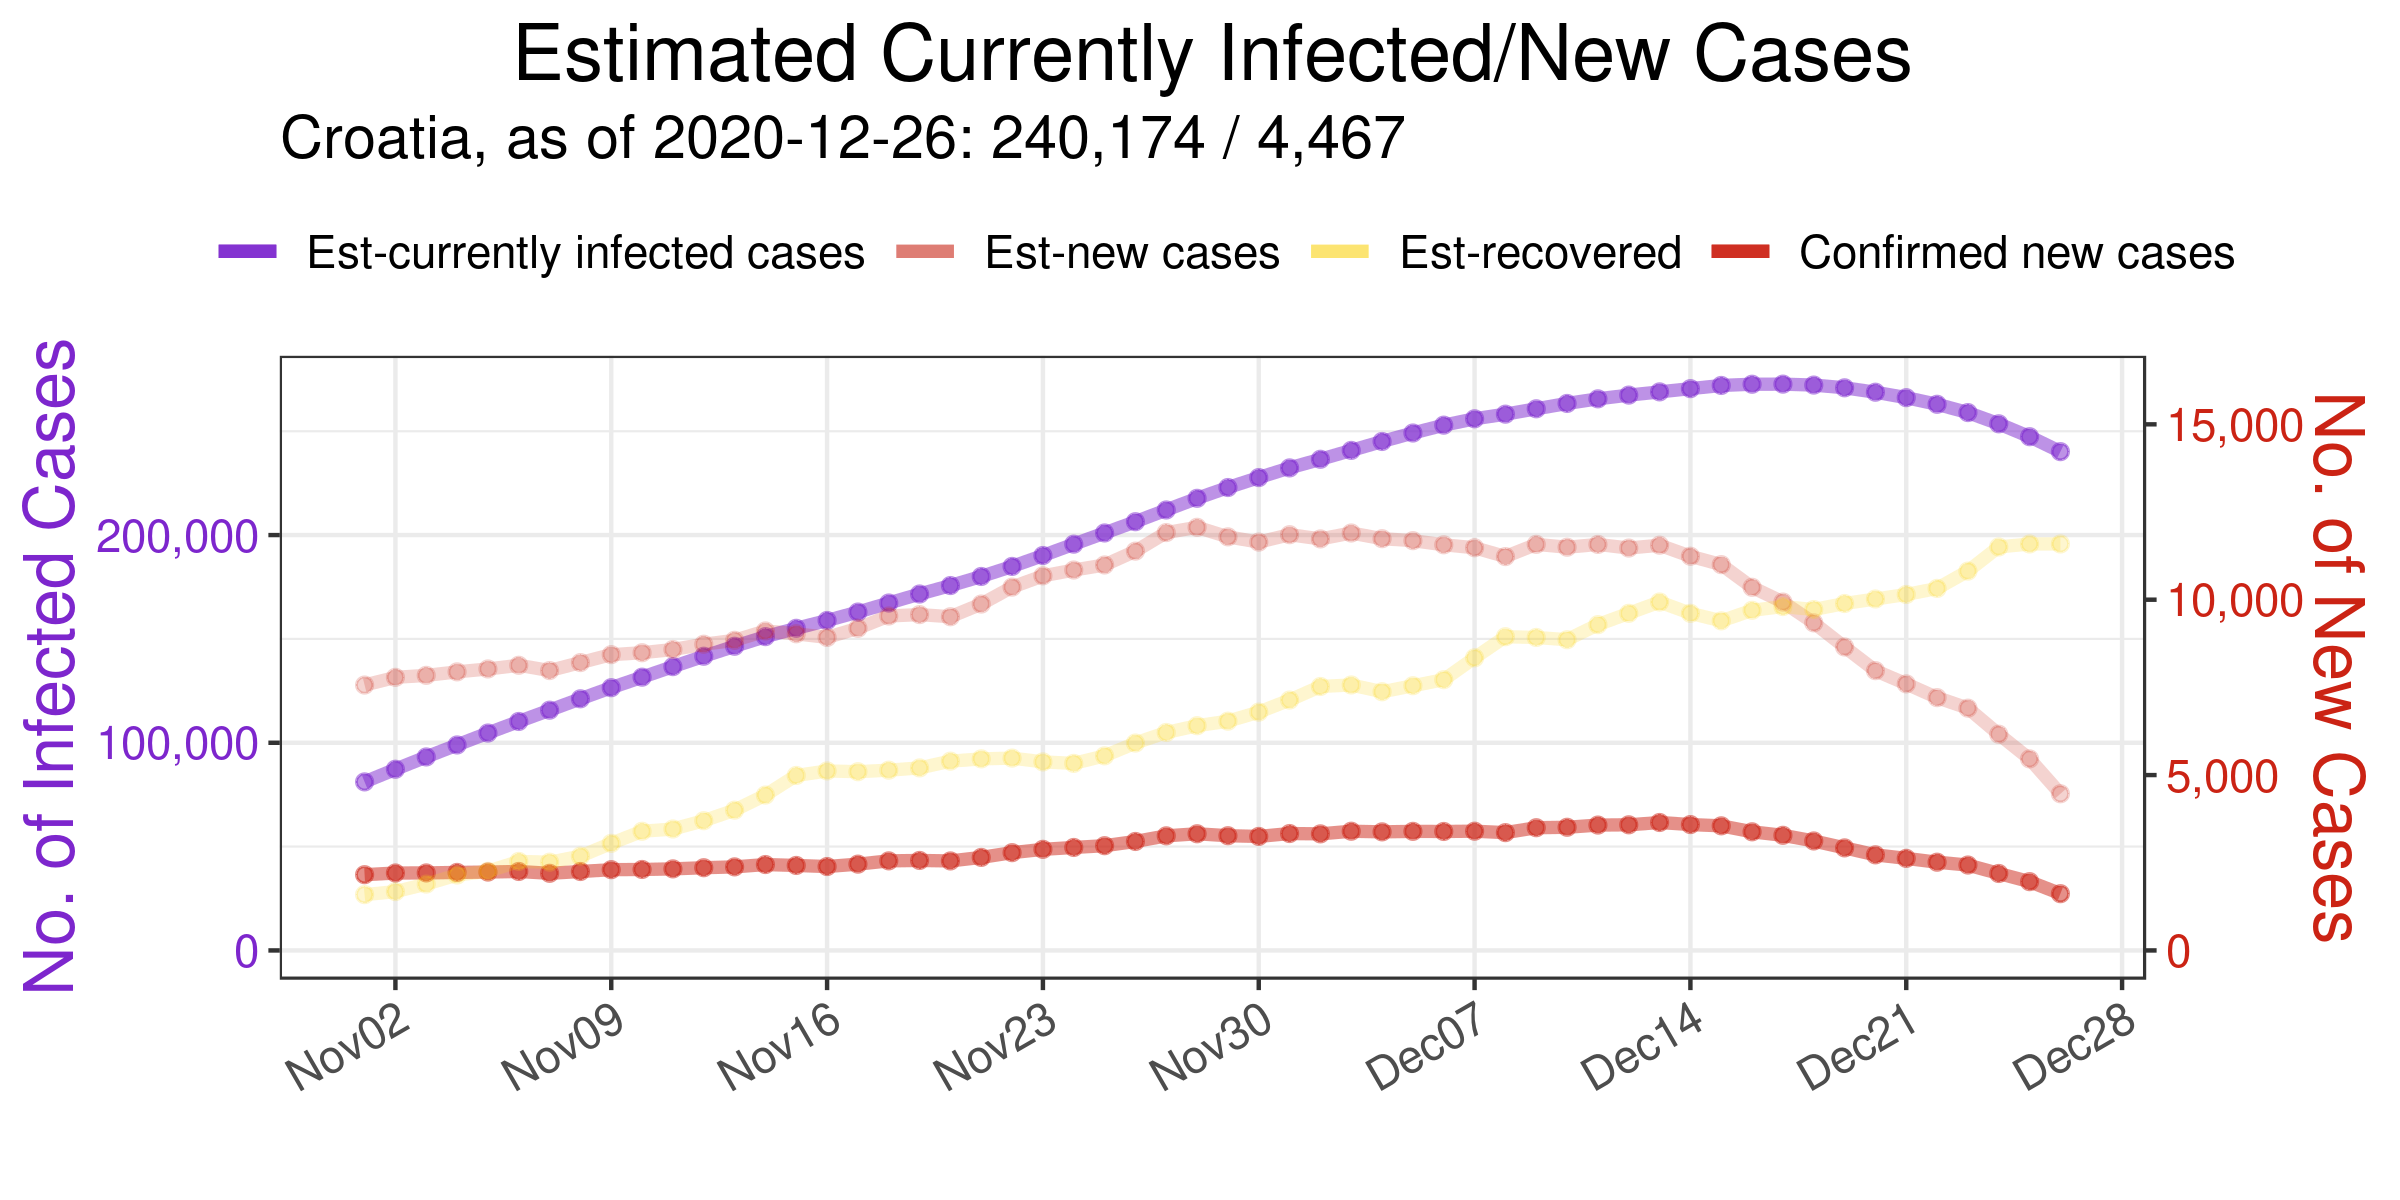 Estimated Currently Infected/New Cases
Croatia, as of 2020-12-26: 240,174 / 4,467
Est-currently infected cases Est-new cases Est-recovered Confirmed new cases
No. of Infected Cases
200,000
100,000
0
15,000
10,000
5,000
0
No. of New Cases
Nov02 Nov09 Nov16 Nov23 Nov30 Dec07 Dec14 Dec21 Dec28